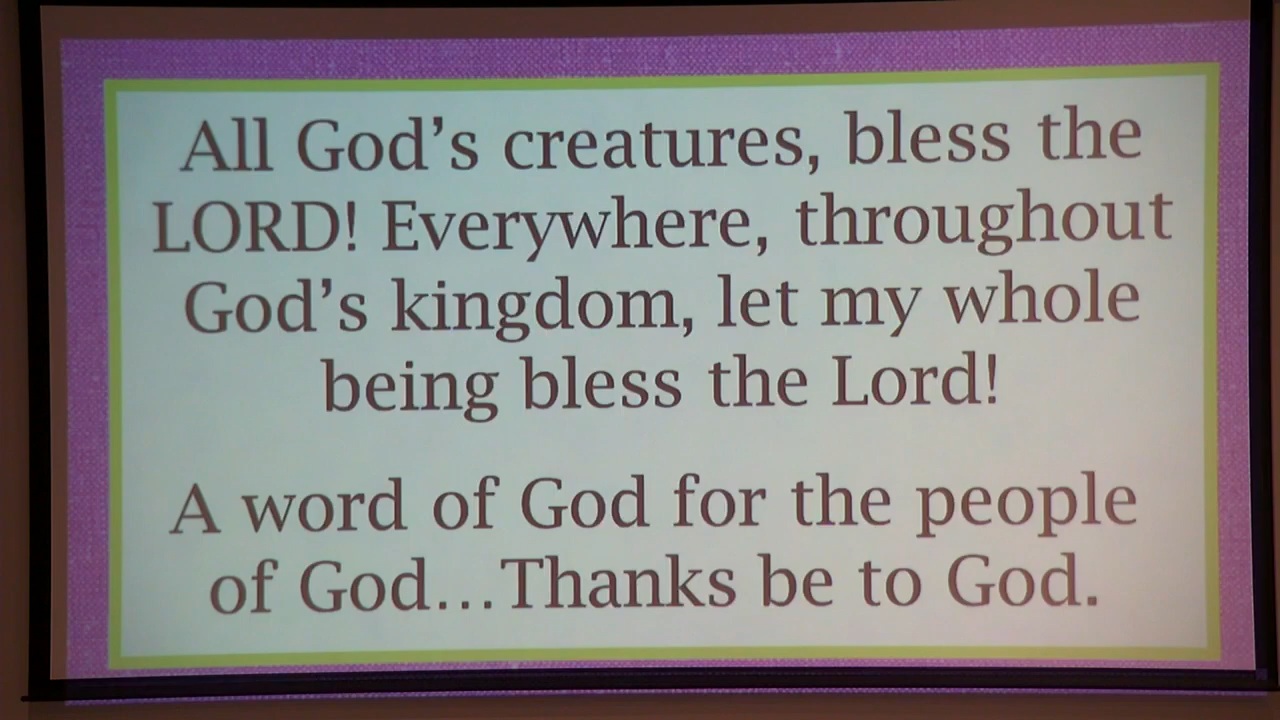 All God's creatures, bless the
LORD! Everywhere, throughout
God's kingdom, let my whole
being bless the Lord!
A word of God for the people
of God...Thanks be to God.